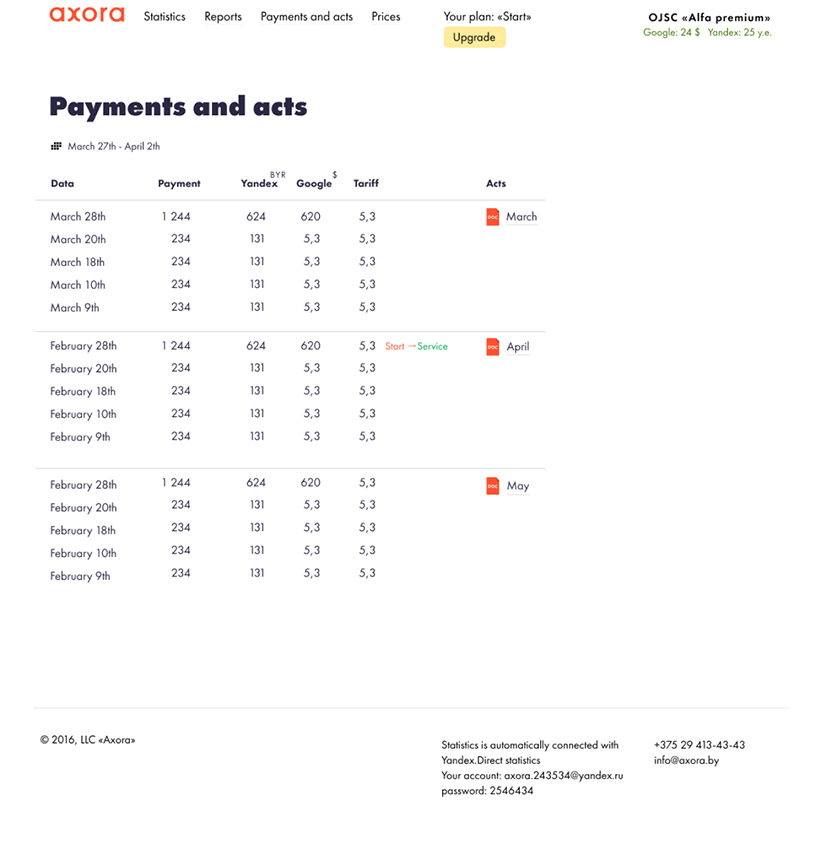 axora Statistics Reports Payments and acts Prices Your plan: «Start» OJSC «Alfa premium»
Upgrade Google: 24 $ Yandex: 25 y.e.
Payments and acts
March 27th - April 2th
Data Payment Yandex BYR Google $ Tariff Acts
March 28th 1 244 624 620 5,3 DOC March
March 20th 234 131 5,3 5,3
March 18th 234 131 5,3 5,3
March 10th 234 131 5,3 5,3
March 9th 234 131 5,3 5,3
February 28th 1 244 624 620 5,3 Start → Service DOC April
February 20th 234 131 5,3 5,3
February 18th 234 131 5,3 5,3
February 10th 234 131 5,3 5,3
February 9th 234 131 5,3 5,3
February 28th 1 244 624 620 5,3 DOC May
February 20th 234 131 5,3 5,3
February 18th 234 131 5,3 5,3
February 10th 234 131 5,3 5,3
February 9th 234 131 5,3 5,3
© 2016, LLC «Axora»
Statistics is automatically connected with
Yandex.Direct statistics
Your account: axora.243534@yandex.ru
password: 2546434
+375 29 413-43-43
info@axora.by